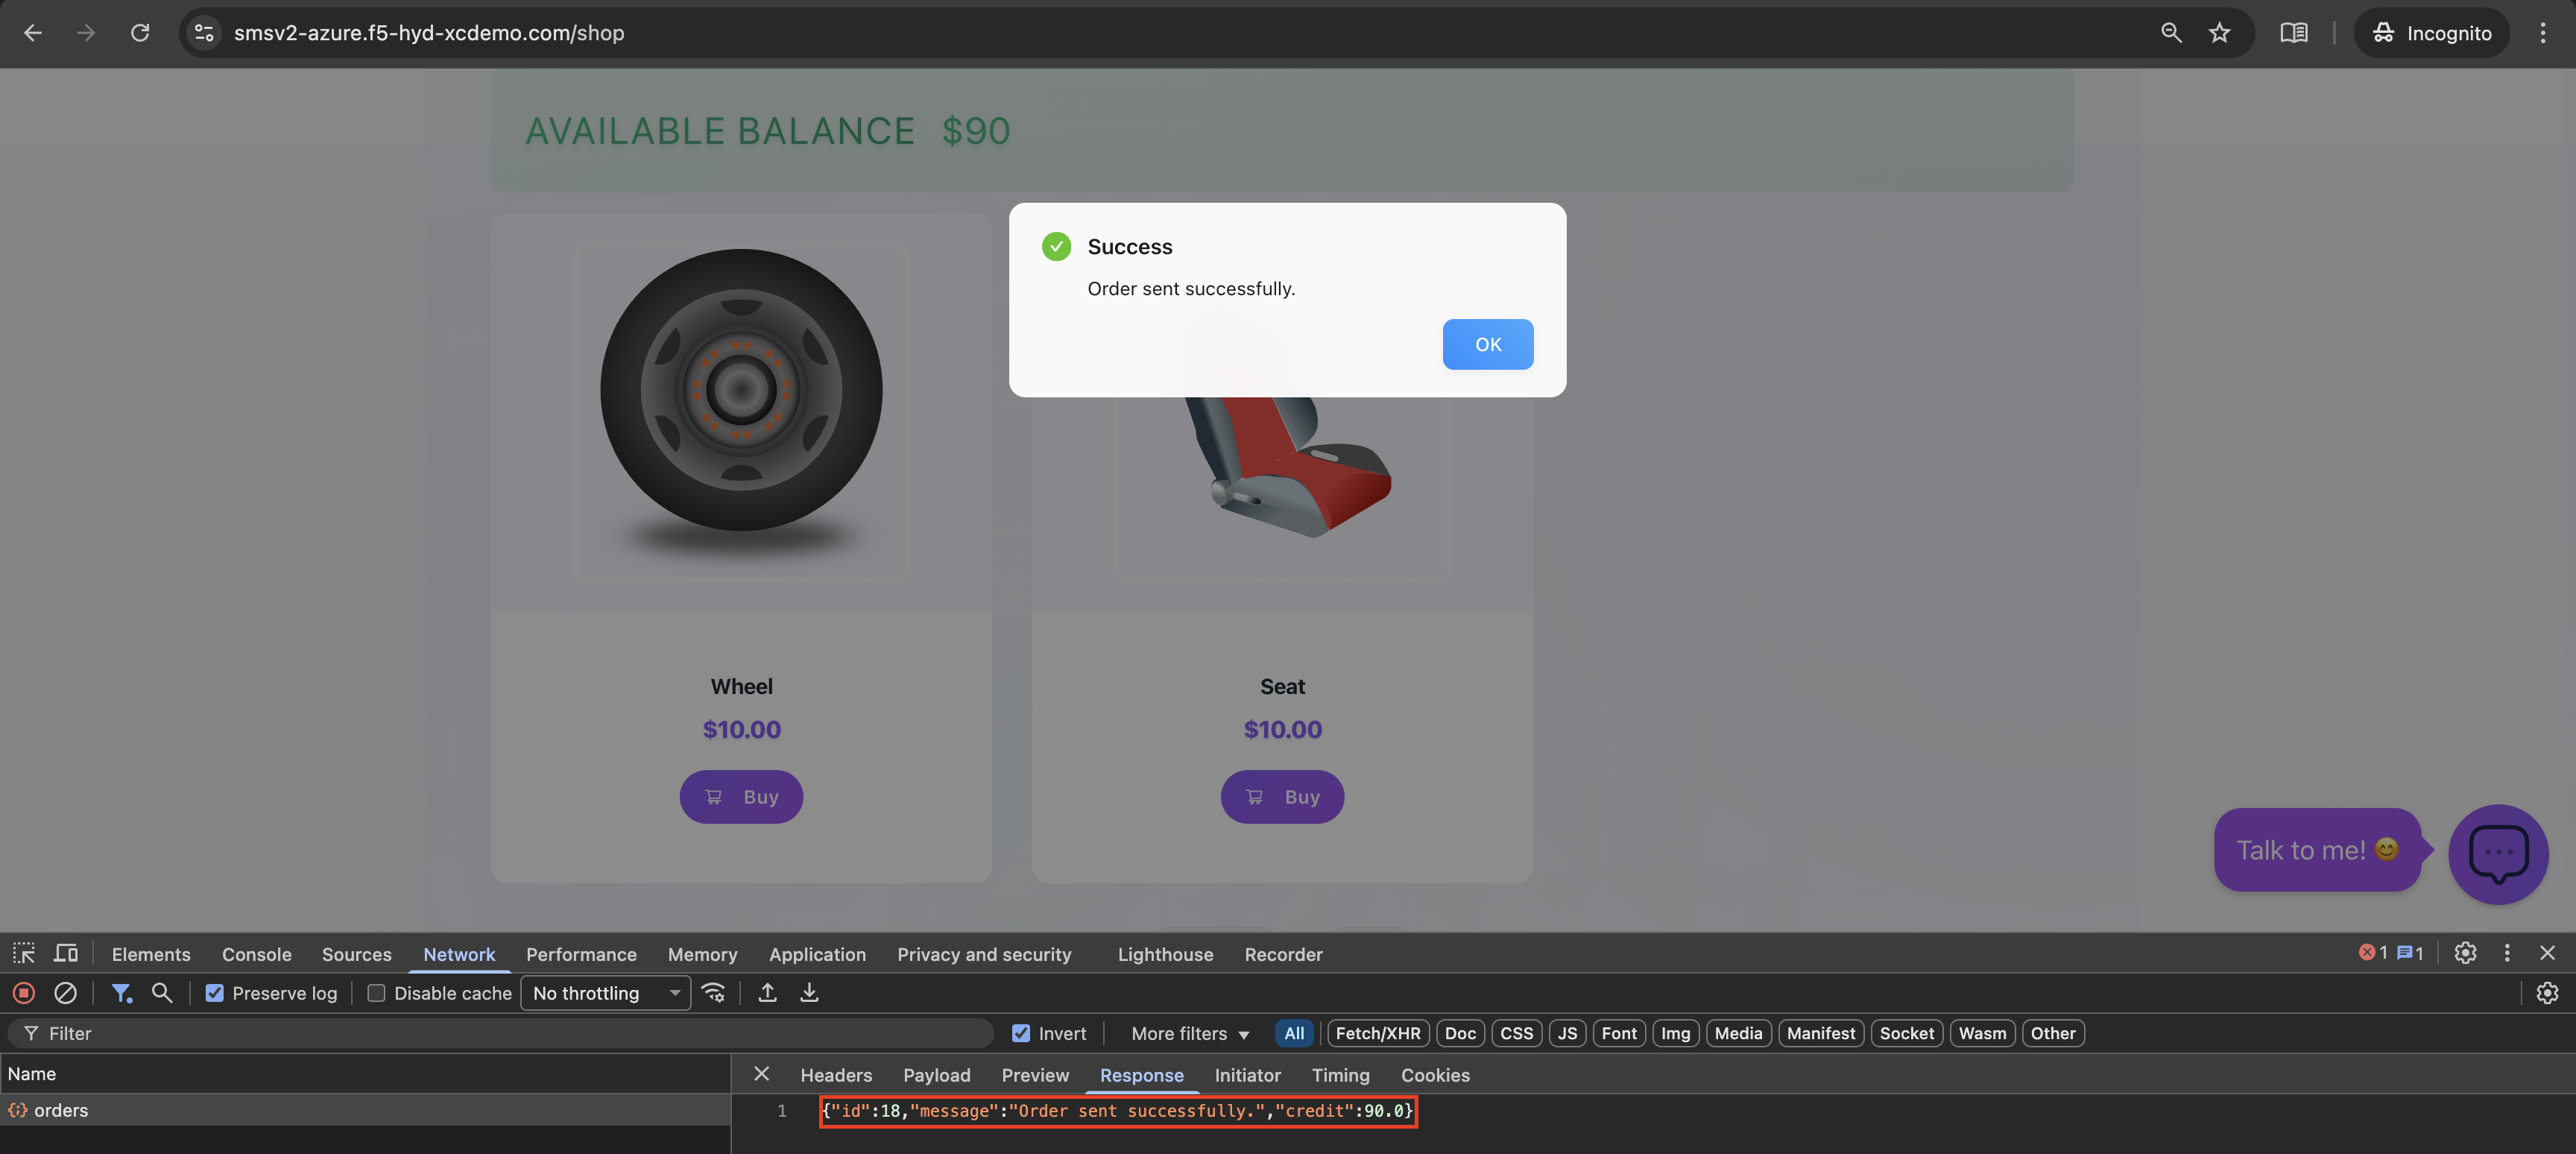 smsv2-azure.f5-hyd-xcdemo.com/shop
Incognito
AVAILABLE BALANCE $90
Success
Order sent successfully.
OK
Wheel
$10.00
Buy
Seat
$10.00
Buy
Talk to me! 😊
Elements Console Sources Network Performance Memory Application Privacy and security Lighthouse Recorder 1 1
Preserve log Disable cache No throttling
Filter Invert More filters All Fetch/XHR Doc CSS JS Font Img Media Manifest Socket Wasm Other
Name
Headers Payload Preview Response Initiator Timing Cookies
orders
1 {"id":18,"message":"Order sent successfully.","credit":90.0}